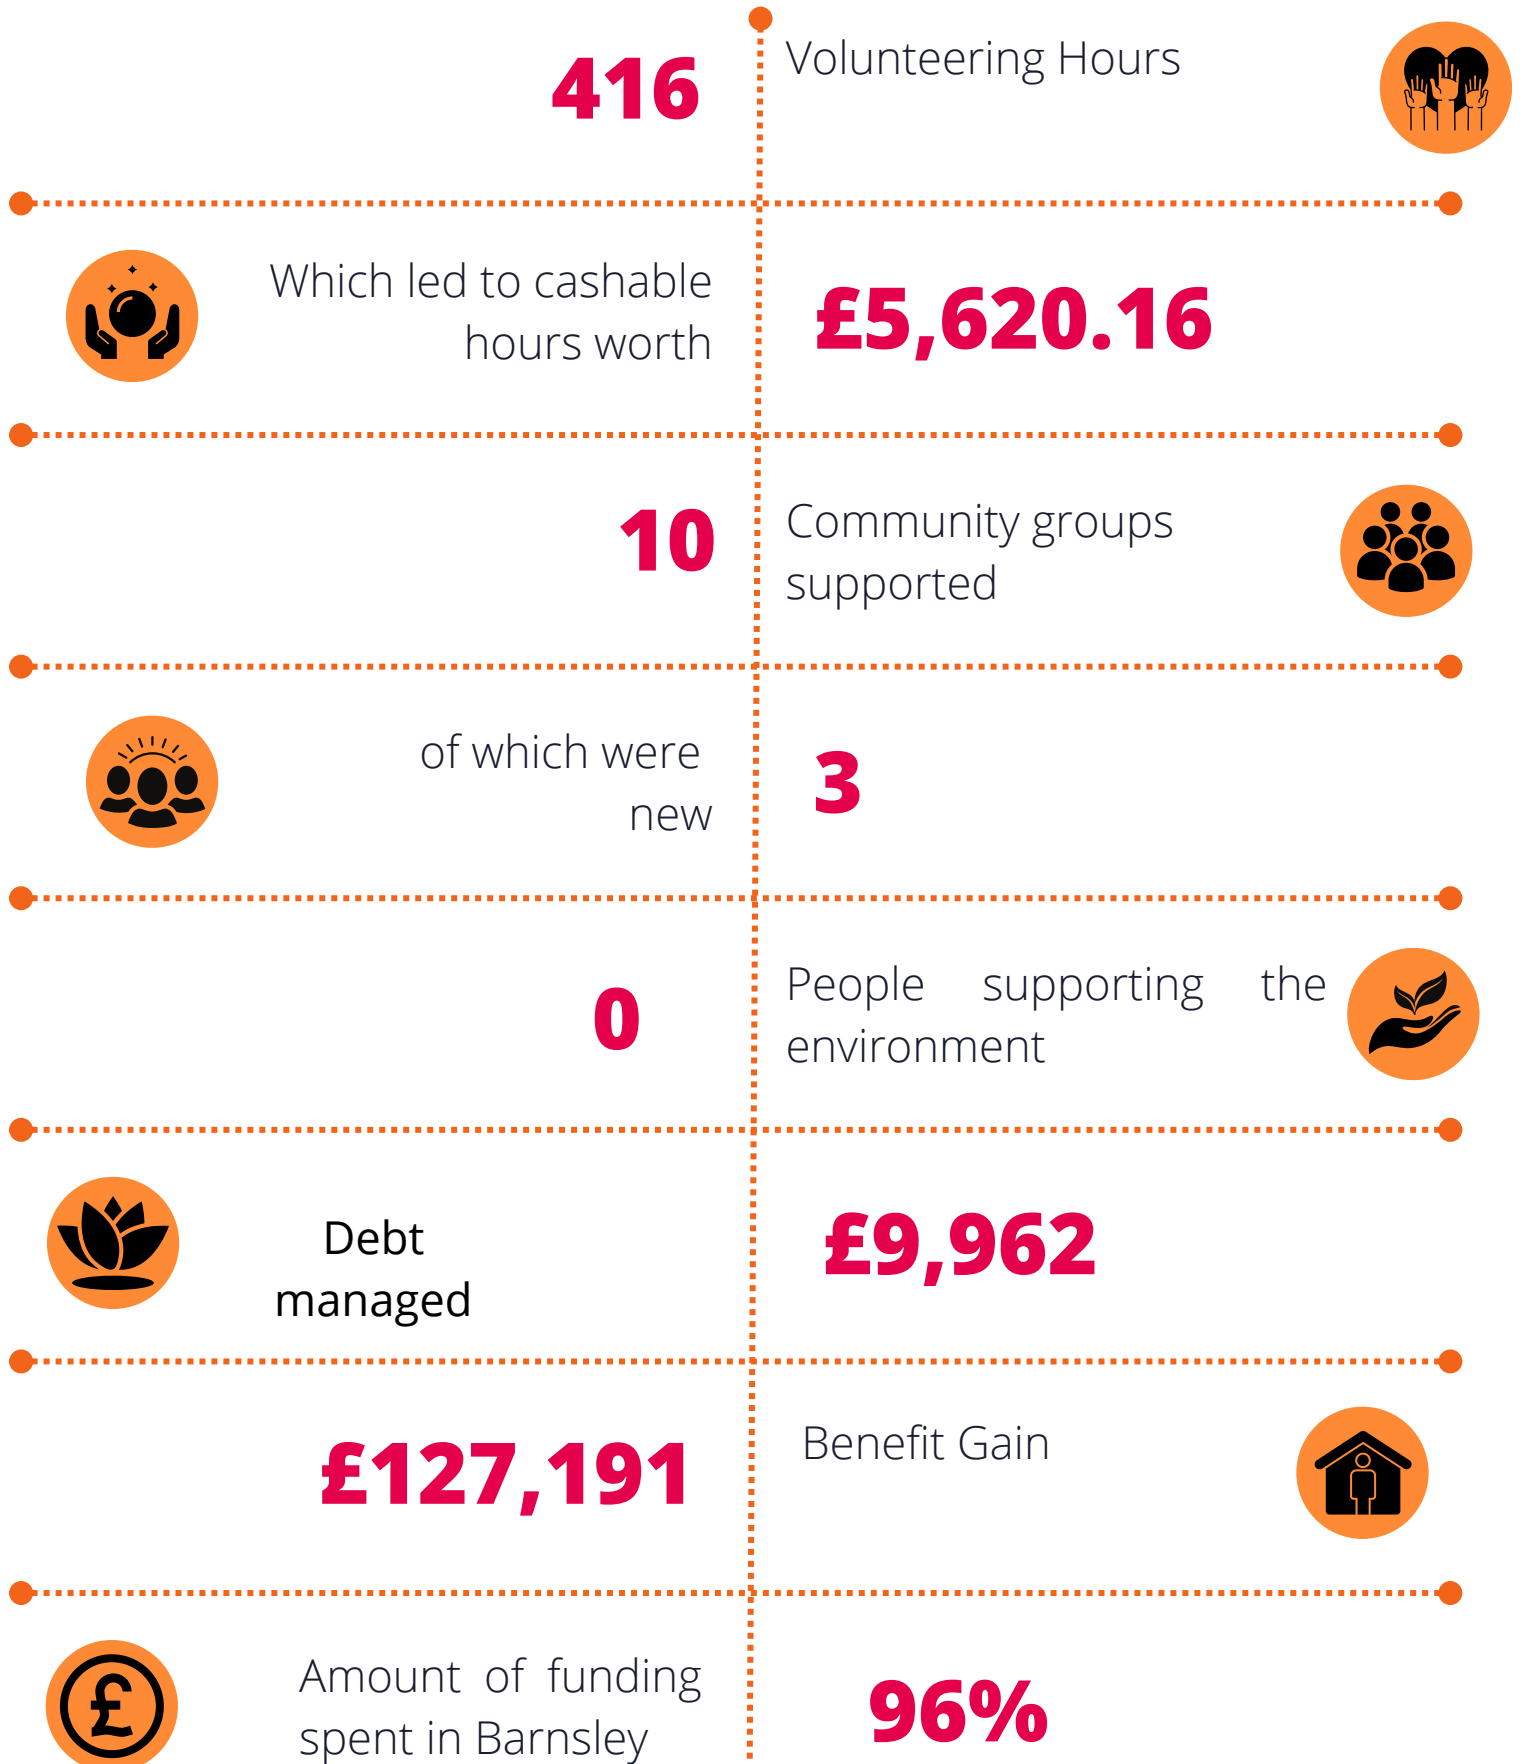 416
Volunteering Hours
Which led to cashable
hours worth
£5,620.16
10
Community groups
supported
of which were
new
3
0
People supporting the
environment
Debt
managed
£9,962
£127,191
Benefit Gain
£
Amount of funding
spent in Barnsley
96%